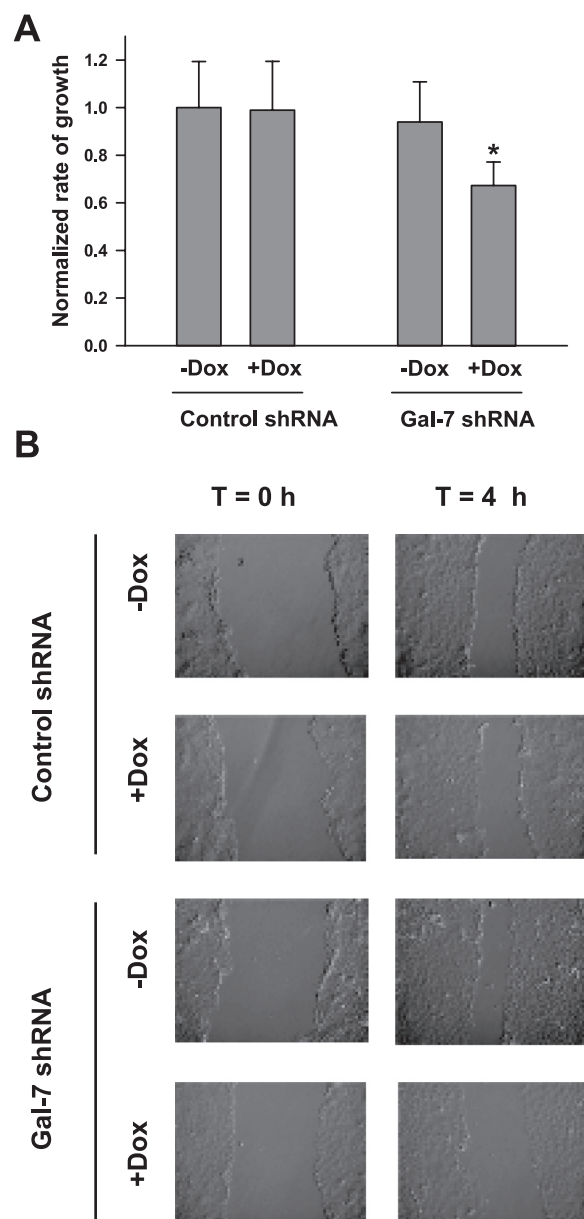 A
Normalized rate of growth
1.2
1.0
0.8
0.6
0.4
0.2
0.0
*
-Dox +Dox -Dox +Dox
Control shRNA Gal-7 shRNA
B
T = 0 h T = 4 h
Control shRNA
-Dox
+Dox
Gal-7 shRNA
-Dox
+Dox